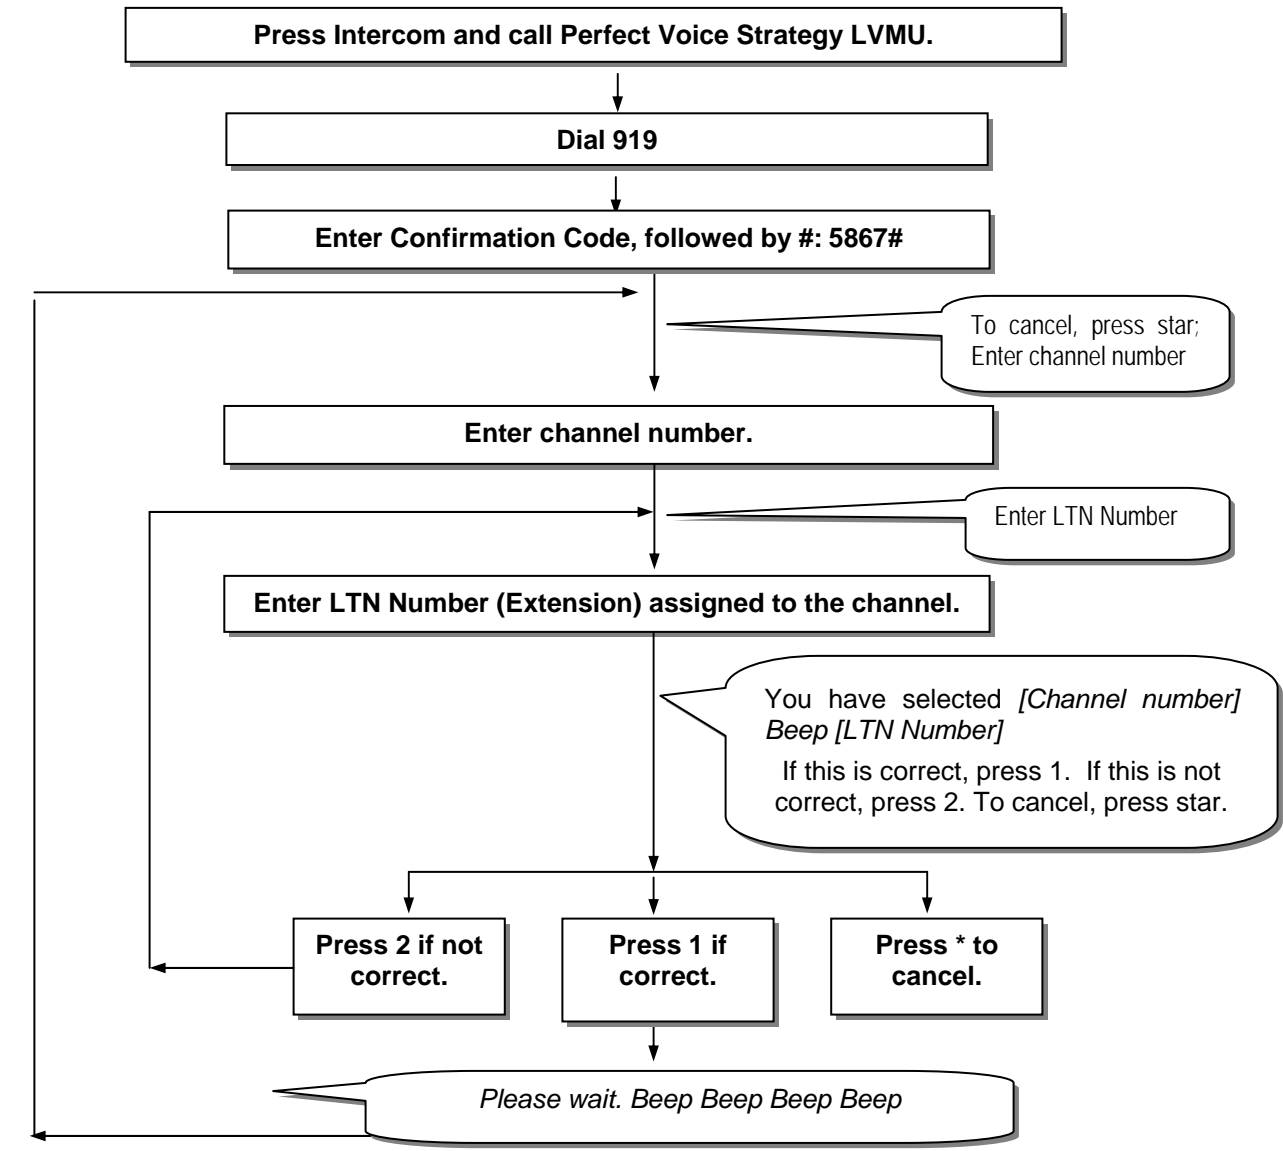 Press Intercom and call Perfect Voice Strategy LVMU.
Dial 919
Enter Confirmation Code, followed by #: 5867#
To cancel, press star;
Enter channel number
Enter channel number.
Enter LTN Number
Enter LTN Number (Extension) assigned to the channel.
You have selected [Channel number]
Beep [LTN Number]
If this is correct, press 1. If this is not
correct, press 2. To cancel, press star.
Press 2 if not
correct.
Press 1 if
correct.
Press * to
cancel.
Please wait. Beep Beep Beep Beep